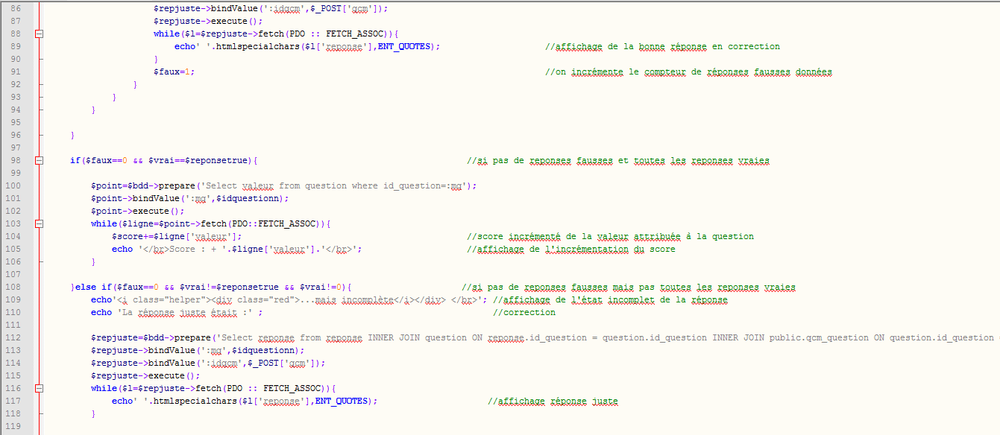 86 $repjuste->bindValue(':idqcm',$_POST['qcm']);
87 $repjuste->execute();
88 while($l=$repjuste->fetch(PDO :: FETCH_ASSOC)){
89 echo' '.htmlspecialchars($l['reponse'],ENT_QUOTES); //affichage de la bonne réponse en correction
90 }
91 $faux=1; //on incrémente le compteur de réponses fausses données
92 }
93 }
94 }
95
96 }
97
98 if($faux==0 && $vrai==$reponsetrue){ //si pas de reponses fausses et toutes les reponses vraies
99
100 $point=$bdd->prepare('Select valeur from question where id_question=:mq');
101 $point->bindValue(':mq',$idquestionn);
102 $point->execute();
103 while($ligne=$point->fetch(PDO::FETCH_ASSOC)){
104 $score+=$ligne['valeur']; //score incrémenté de la valeur attribuée à la question
105 echo '</br>Score : + '.$ligne['valeur'].'</br>'; //affichage de l'incrémentation du score
106 }
107
108 }else if($faux==0 && $vrai!=$reponsetrue && $vrai!=0){ //si pas de reponses fausses mais pas toutes les reponses vraies
109 echo'<i class="helper"><div class="red">...mais incomplète</i></div> </br>'; //affichage de l'état incomplet de la réponse
110 echo 'La réponse juste était :' ; //correction
111
112 $repjuste=$bdd->prepare('Select reponse from reponse INNER JOIN question ON reponse.id_question = question.id_question INNER JOIN public.qcm_question ON question.id_question
113 $repjuste->bindValue(':mq',$idquestionn);
114 $repjuste->bindValue(':idqcm',$_POST['qcm']);
115 $repjuste->execute();
116 while($l=$repjuste->fetch(PDO :: FETCH_ASSOC)){
117 echo' '.htmlspecialchars($l['reponse'],ENT_QUOTES); //affichage réponse juste
118 }
119